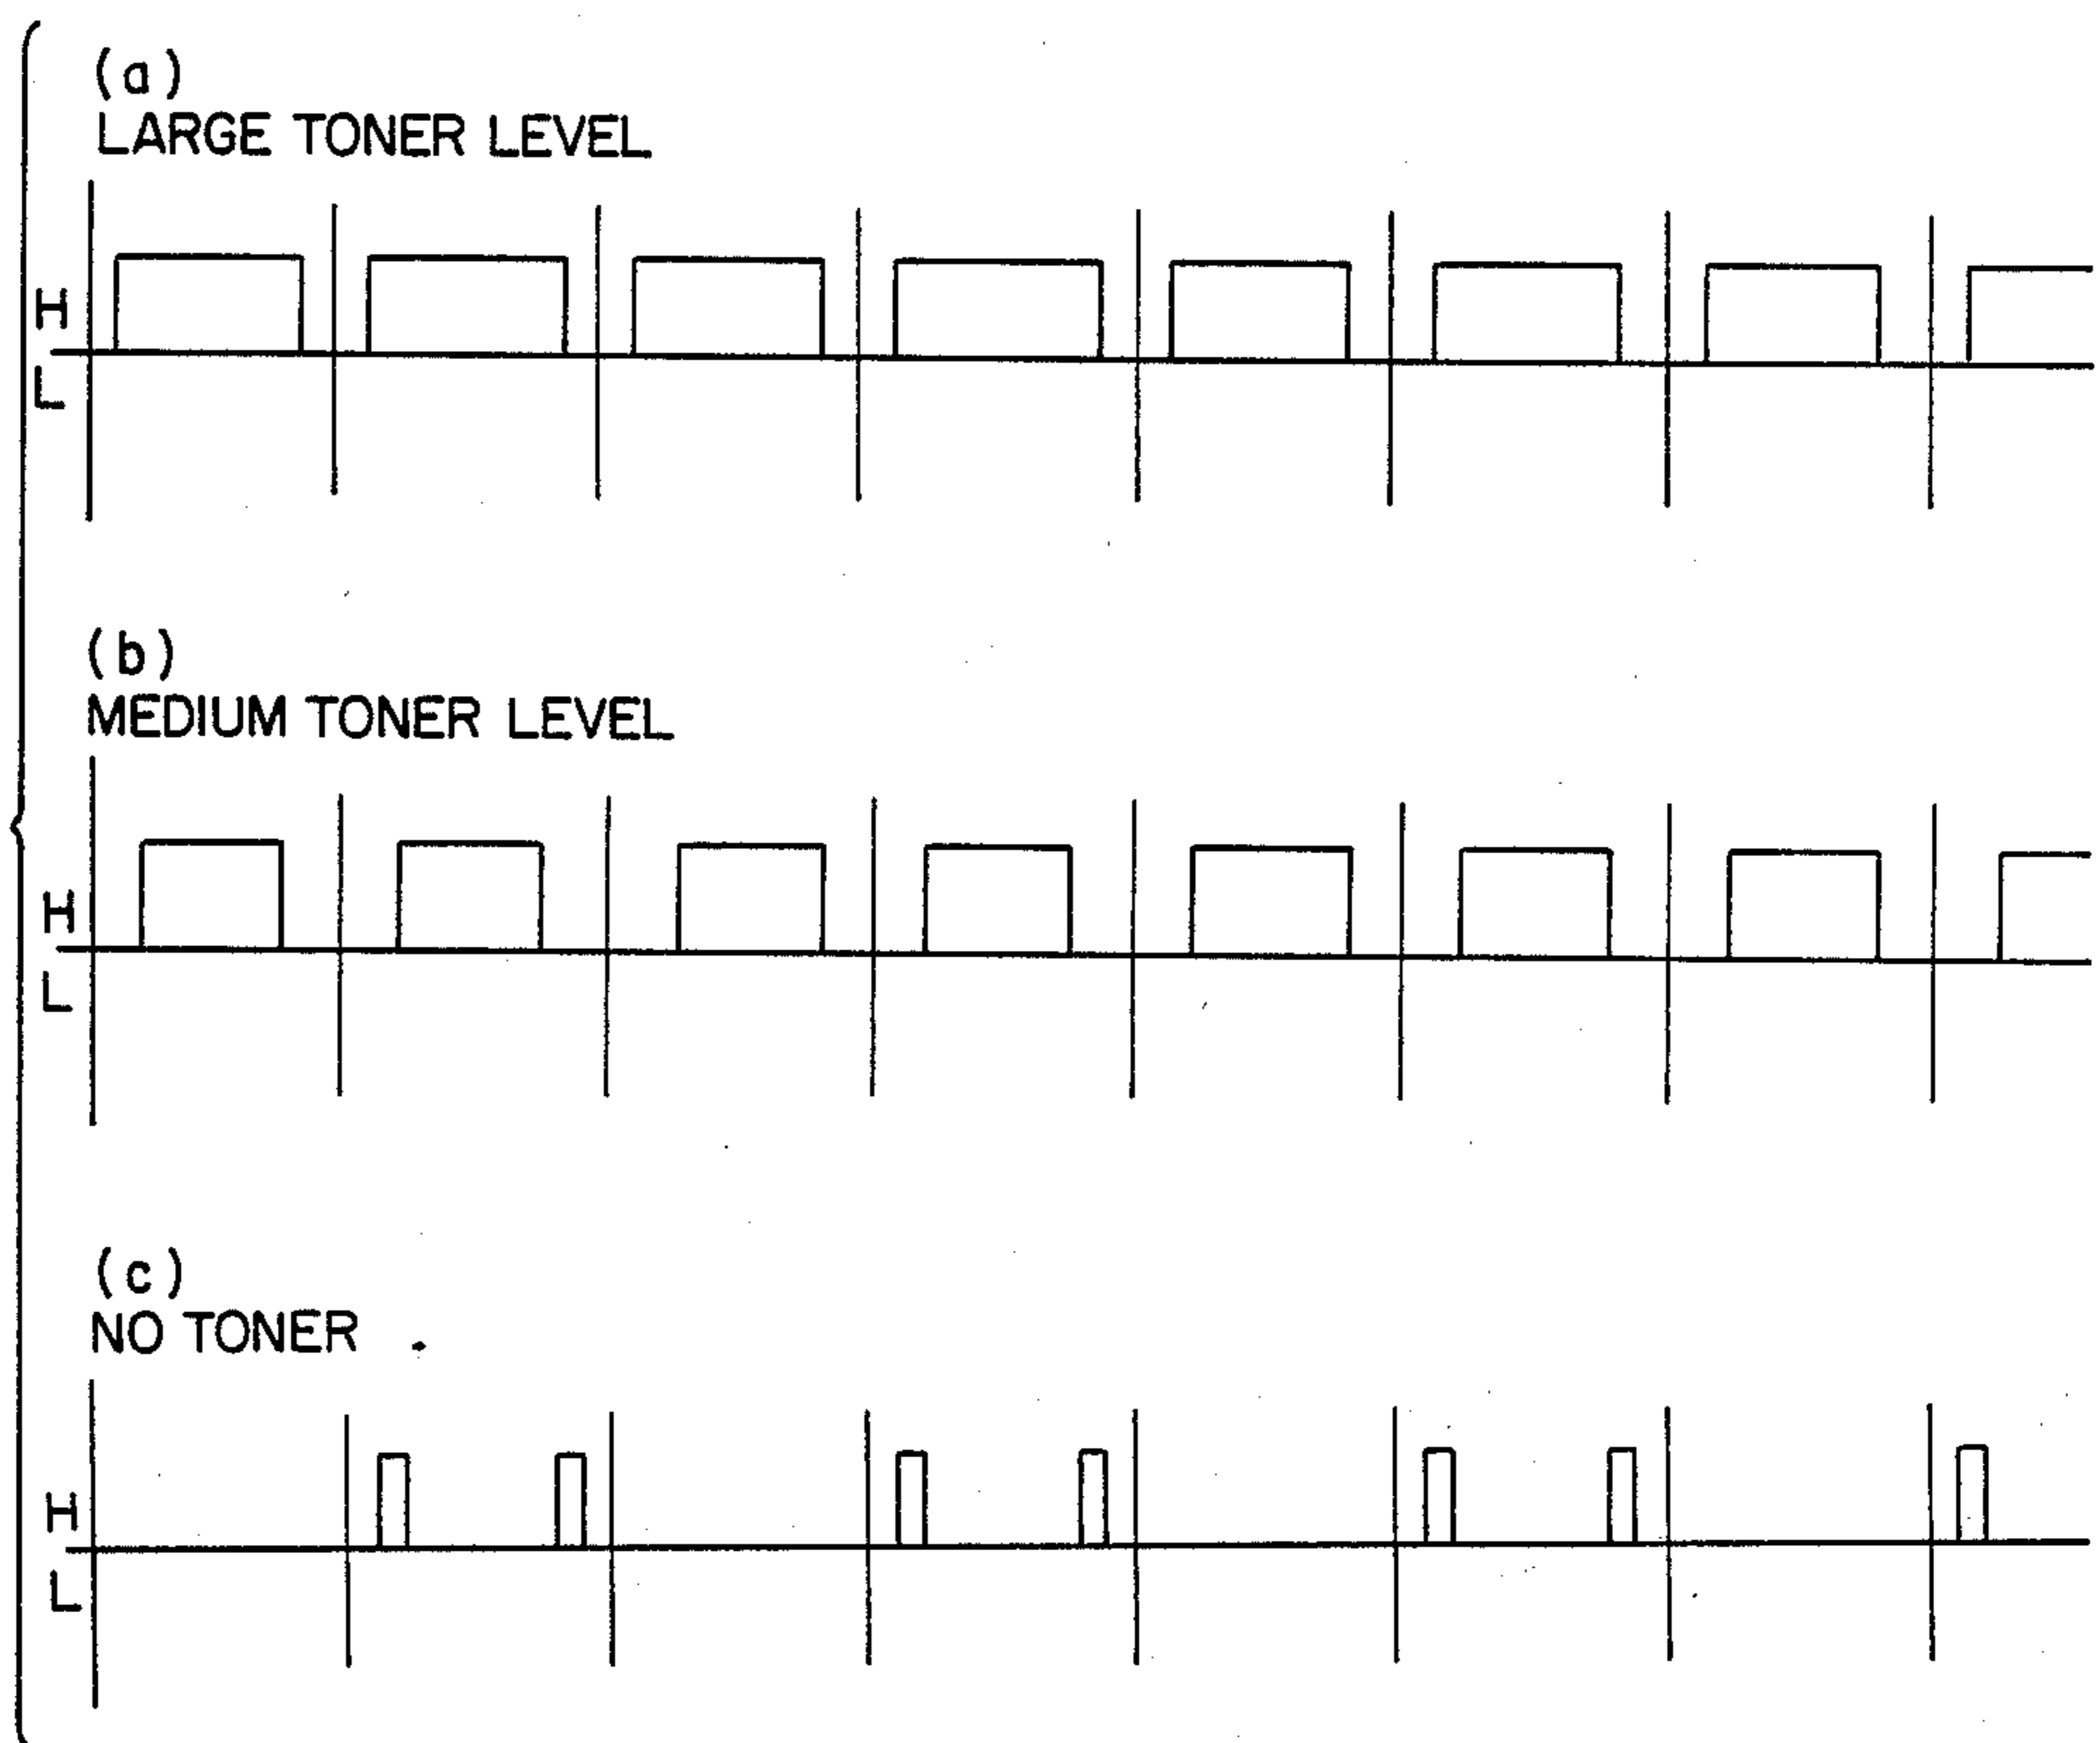 (a)
LARGE TONER LEVEL
H
L
(b)
MEDIUM TONER LEVEL
H
L
(c)
NO TONER
H
L